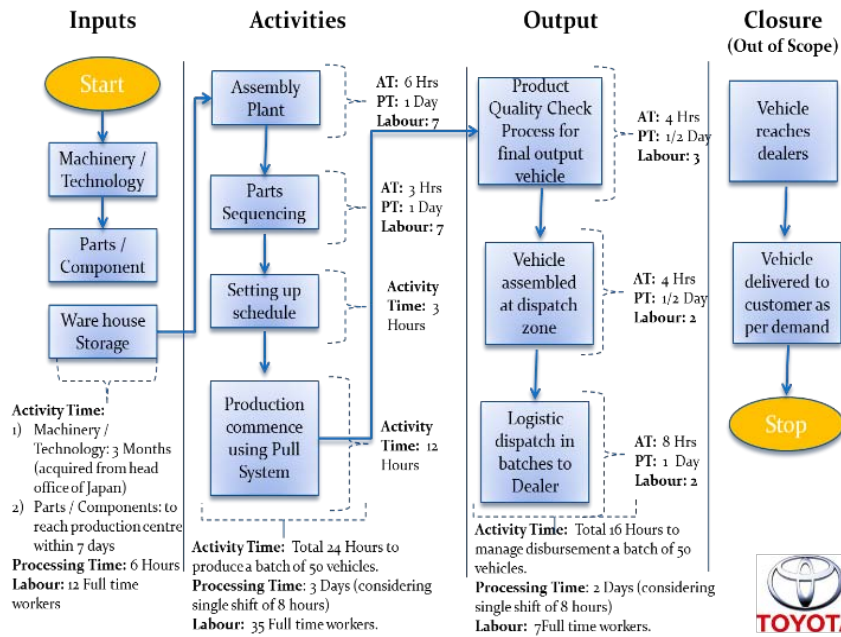 Inputs
Start
Machinery /
Technology
Parts /
Component
Ware house
Storage
Activity Time:
1) Machinery /
Technology: 3 Months
(acquired from head
office of Japan)
2) Parts / Components: to
reach production centre
within 7 days
Processing Time: 6 Hours
Labour: 12 Full time
workers
Activities
Assembly
Plant
AT: 6 Hrs
PT: 1 Day
Labour: 7
Parts
Sequencing
AT: 3 Hrs
PT: 1 Day
Labour: 7
Setting up
schedule
Activity
Time: 3
Hours
Production
commence
using Pull
System
Activity
Time: 12
Hours
Activity Time: Total 24 Hours to
produce a batch of 50 vehicles.
Processing Time: 3 Days (considering
single shift of 8 hours)
Labour: 35 Full time workers.
Output
Product
Quality Check
Process for
final output
vehicle
AT: 4 Hrs
PT: 1/2 Day
Labour: 3
Vehicle
assembled
at dispatch
zone
AT: 4 Hrs
PT: 1/2 Day
Labour: 2
Logistic
dispatch in
batches to
Dealer
AT: 8 Hrs
PT: 1 Day
Labour: 2
Activity Time: Total 16 Hours to
manage disbursement a batch of 50
vehicles.
Processing Time: 2 Days (considering
single shift of 8 hours)
Labour: 7Full time workers.
Closure
(Out of Scope)
Vehicle
reaches
dealers
Vehicle
delivered to
customer as
per demand
Stop
TOYOTA